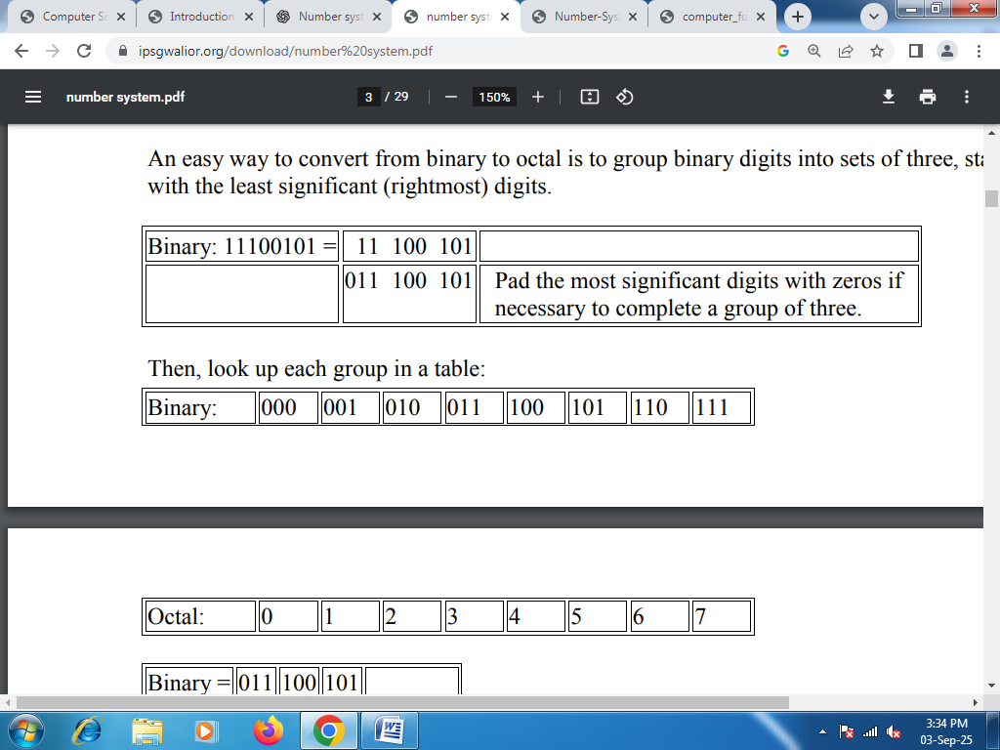 Computer Sc
Introduction
Number syst
number syst
Number-Sys
computer_fu
ipsgwalior.org/download/number%20system.pdf
number system.pdf
3 / 29
150%
An easy way to convert from binary to octal is to group binary digits into sets of three, sta
with the least significant (rightmost) digits.
Binary: 11100101 = 11 100 101
011 100 101 Pad the most significant digits with zeros if
necessary to complete a group of three.
Then, look up each group in a table:
Binary: 000 001 010 011 100 101 110 111
Octal: 0 1 2 3 4 5 6 7
Binary = 011 100 101
3:34 PM
03-Sep-25